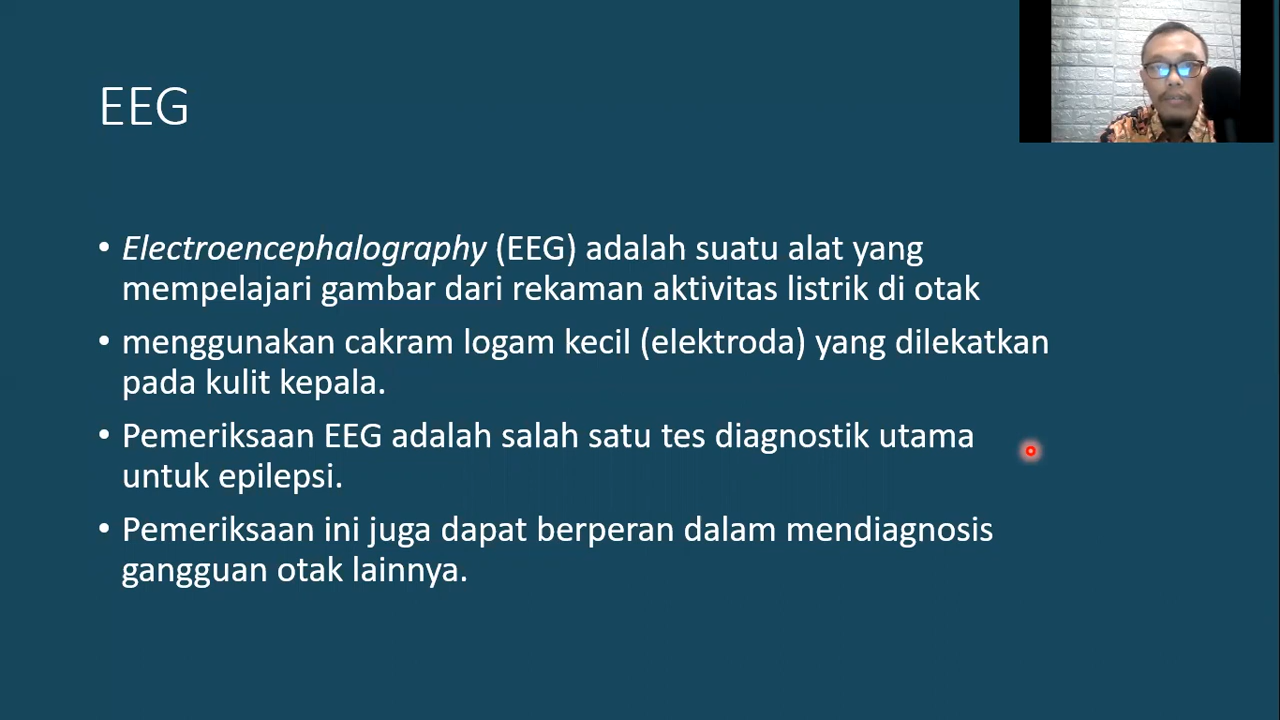 EEG
• Electroencephalography (EEG) adalah suatu alat yang
mempelajari gambar dari rekaman aktivitas listrik di otak
• menggunakan cakram logam kecil (elektroda) yang dilekatkan
pada kulit kepala.
• Pemeriksaan EEG adalah salah satu tes diagnostik utama
untuk epilepsi.
• Pemeriksaan ini juga dapat berperan dalam mendiagnosis
gangguan otak lainnya.